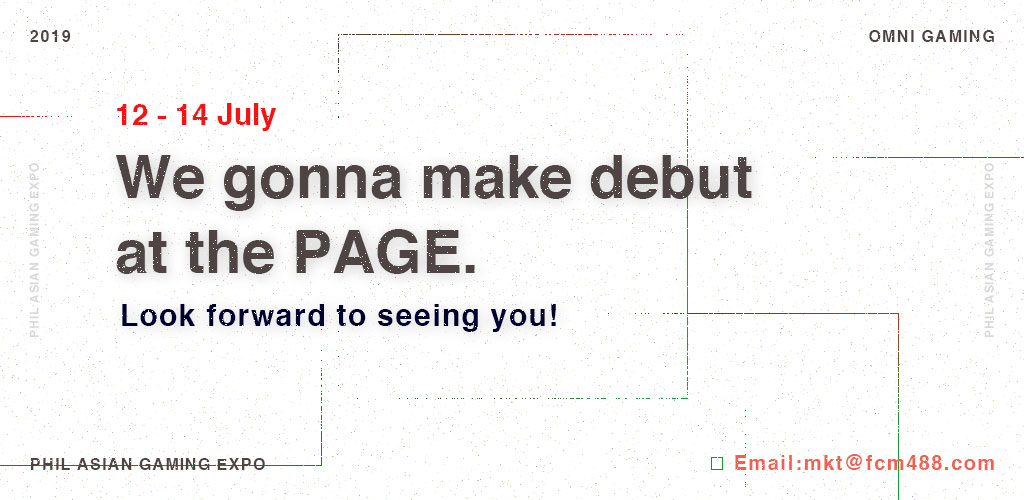 2019
OMNI GAMING
12 - 14 July
We gonna make debut
at the PAGE.
Look forward to seeing you!
PHIL ASIAN GAMING EXPO
PHIL ASIAN GAMING EXPO
PHIL ASIAN GAMING EXPO
Email:mkt@fcm488.com